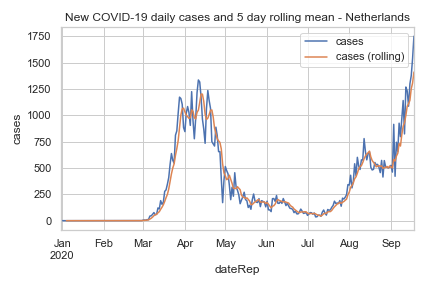 New COVID-19 daily cases and 5 day rolling mean - Netherlands
cases
cases (rolling)
1750
1500
1250
1000
750
500
250
0
cases
Jan Feb Mar Apr May Jun Jul Aug Sep
2020
dateRep